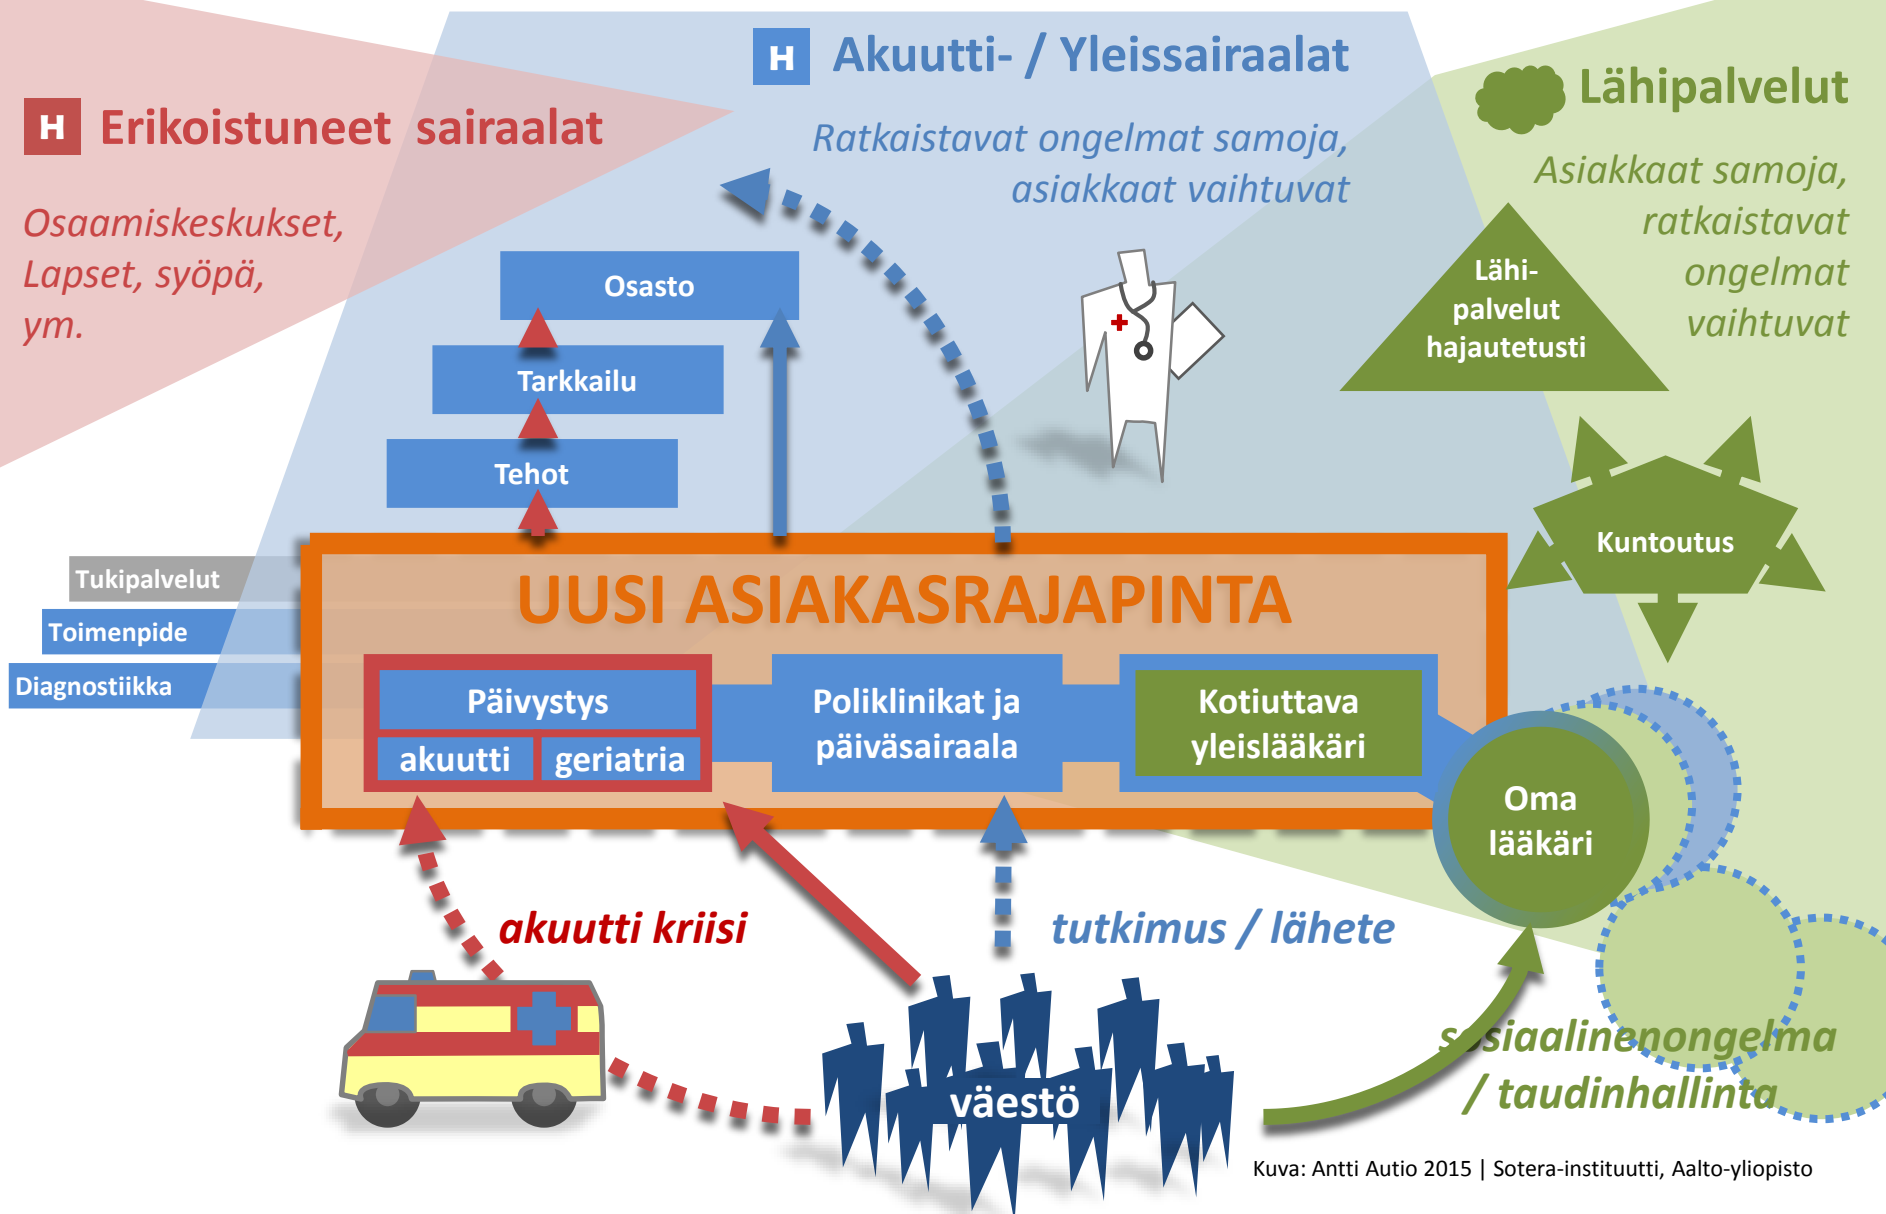 H Erikoistuneet sairaalat
Osaamiskeskukset,
Lapset, syöpä,
ym.
H Akuutti- / Yleissairaalat
Ratkaistavat ongelmat samoja,
asiakkaat vaihtuvat
Lähipalvelut
Asiakkaat samoja,
ratkaistavat
ongelmat
vaihtuvat
Lähi-
palvelut
hajautetusti
Osasto
Tarkkailu
Tehot
Kuntoutus
Tukipalvelut
Toimenpide
Diagnostiikka
UUSI ASIAKASRAJAPINTA
Päivystys
akuutti
geriatria
Poliklinikat ja
päiväsairaala
Kotiuttava
yleislääkäri
Oma
lääkäri
akuutti kriisi
tutkimus / lähete
sosiaalinenongelma
/ taudinhallinta
väestö
Kuva: Antti Autio 2015 | Sotera-instituutti, Aalto-yliopisto